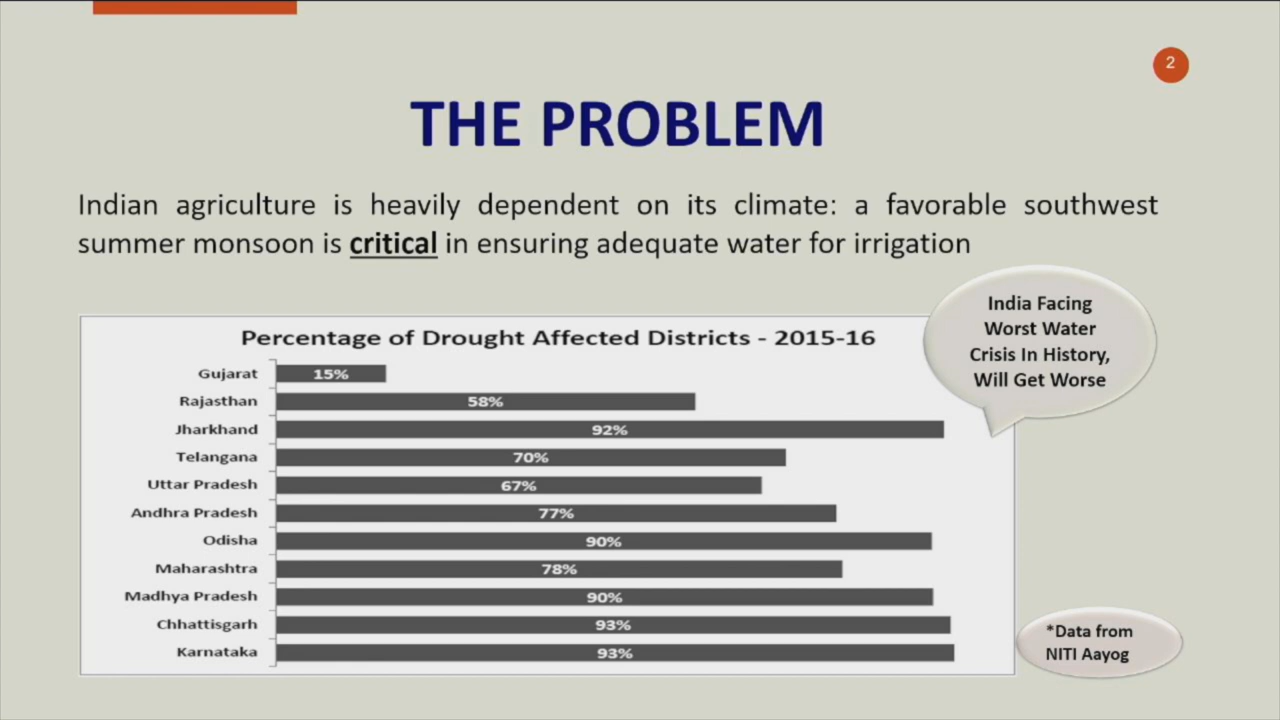 2
THE PROBLEM
Indian agriculture is heavily dependent on its climate: a favorable southwest
summer monsoon is critical in ensuring adequate water for irrigation
India Facing
Worst Water
Crisis In History,
Will Get Worse
Percentage of Drought Affected Districts - 2015-16
Gujarat 15%
Rajasthan 58%
Jharkhand 92%
Telangana 70%
Uttar Pradesh 67%
Andhra Pradesh 77%
Odisha 90%
Maharashtra 78%
Madhya Pradesh 90%
Chhattisgarh 93%
Karnataka 93%
*Data from
NITI Aayog